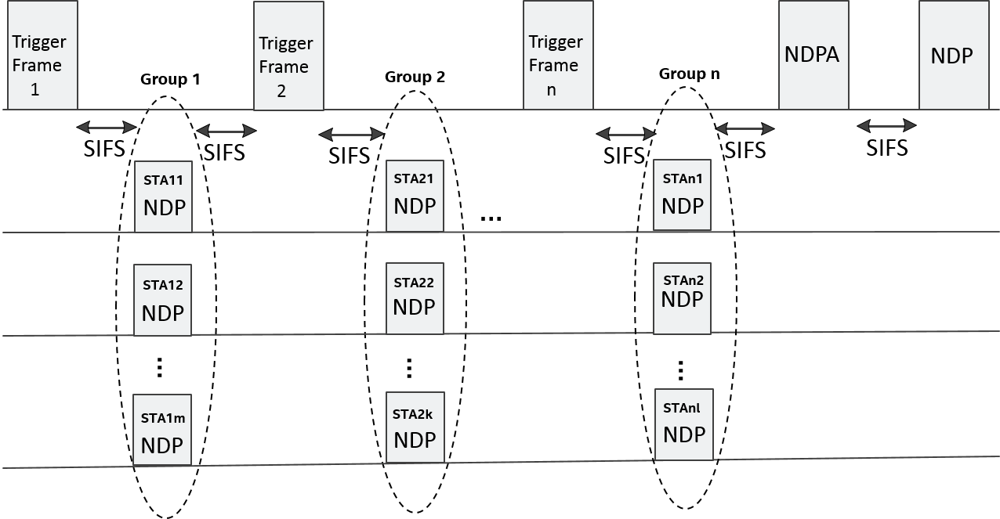 Trigger
Frame
1
Trigger
Frame
2
Trigger
Frame
n
NDPA
NDP
Group 1
Group 2
Group n
SIFS
SIFS
SIFS
SIFS
SIFS
SIFS
STA11
NDP
STA21
NDP
...
STAn1
NDP
STA12
NDP
STA22
NDP
STAn2
NDP
...
...
...
STA1m
NDP
STA2k
NDP
STAnl
NDP